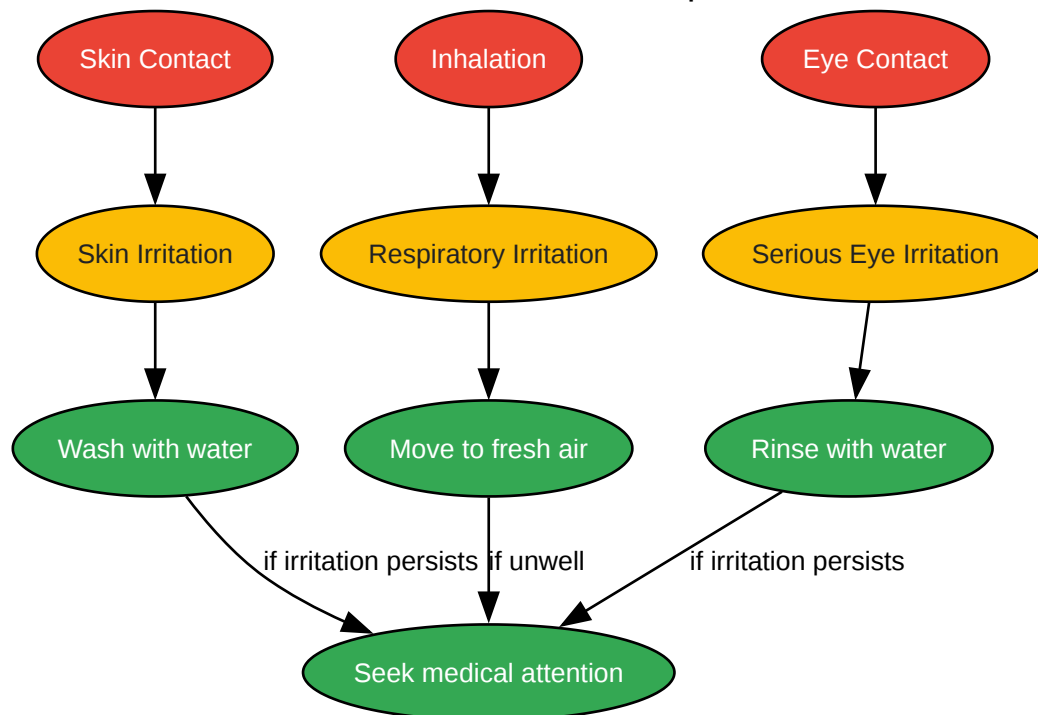 Skin Contact
Inhalation
Eye Contact
Skin Irritation
Respiratory Irritation
Serious Eye Irritation
Wash with water
Move to fresh air
Rinse with water
if irritation persists
if unwell
if irritation persists
Seek medical attention